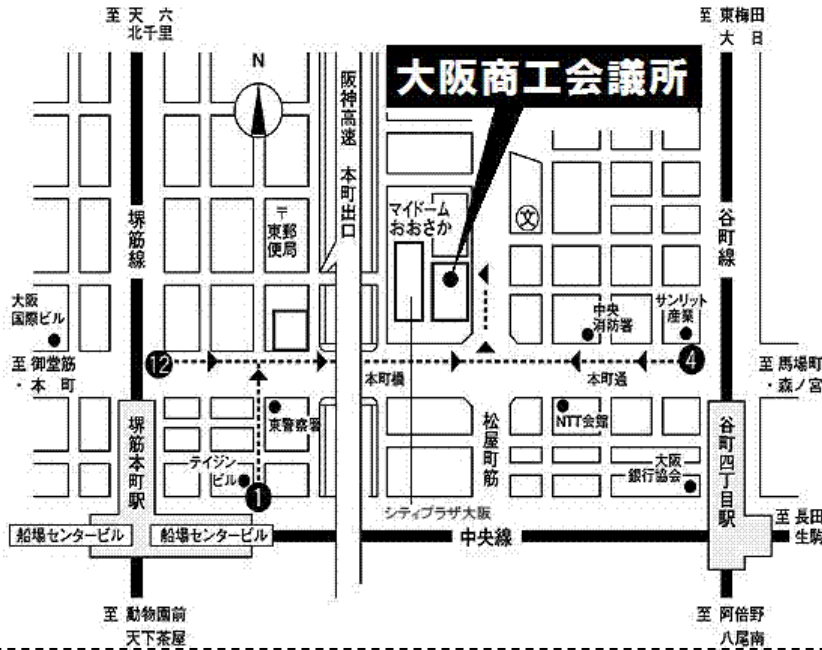 至 天 六
北千里
至 東梅田
大 日
N
阪神高速 本町出口
大阪商工会議所
堺筋線
〒
東郵
便局
マイドーム
おおさか
文
谷町線
大阪
国際ビル
中央
消防署
サンリット
産業
至 御堂筋
・本 町
12
4
至 馬場町
・森ノ宮
本町橋
本町通
東警察署
NTT会館
松屋町筋
堺筋本町駅
谷町四丁目駅
テイジン
ビル
1
大阪
銀行協会
シティプラザ大阪
船場センタービル
船場センタービル
中央線
至 長田
生駒
至 動物園前
天下茶屋
至 阿倍野
八尾南